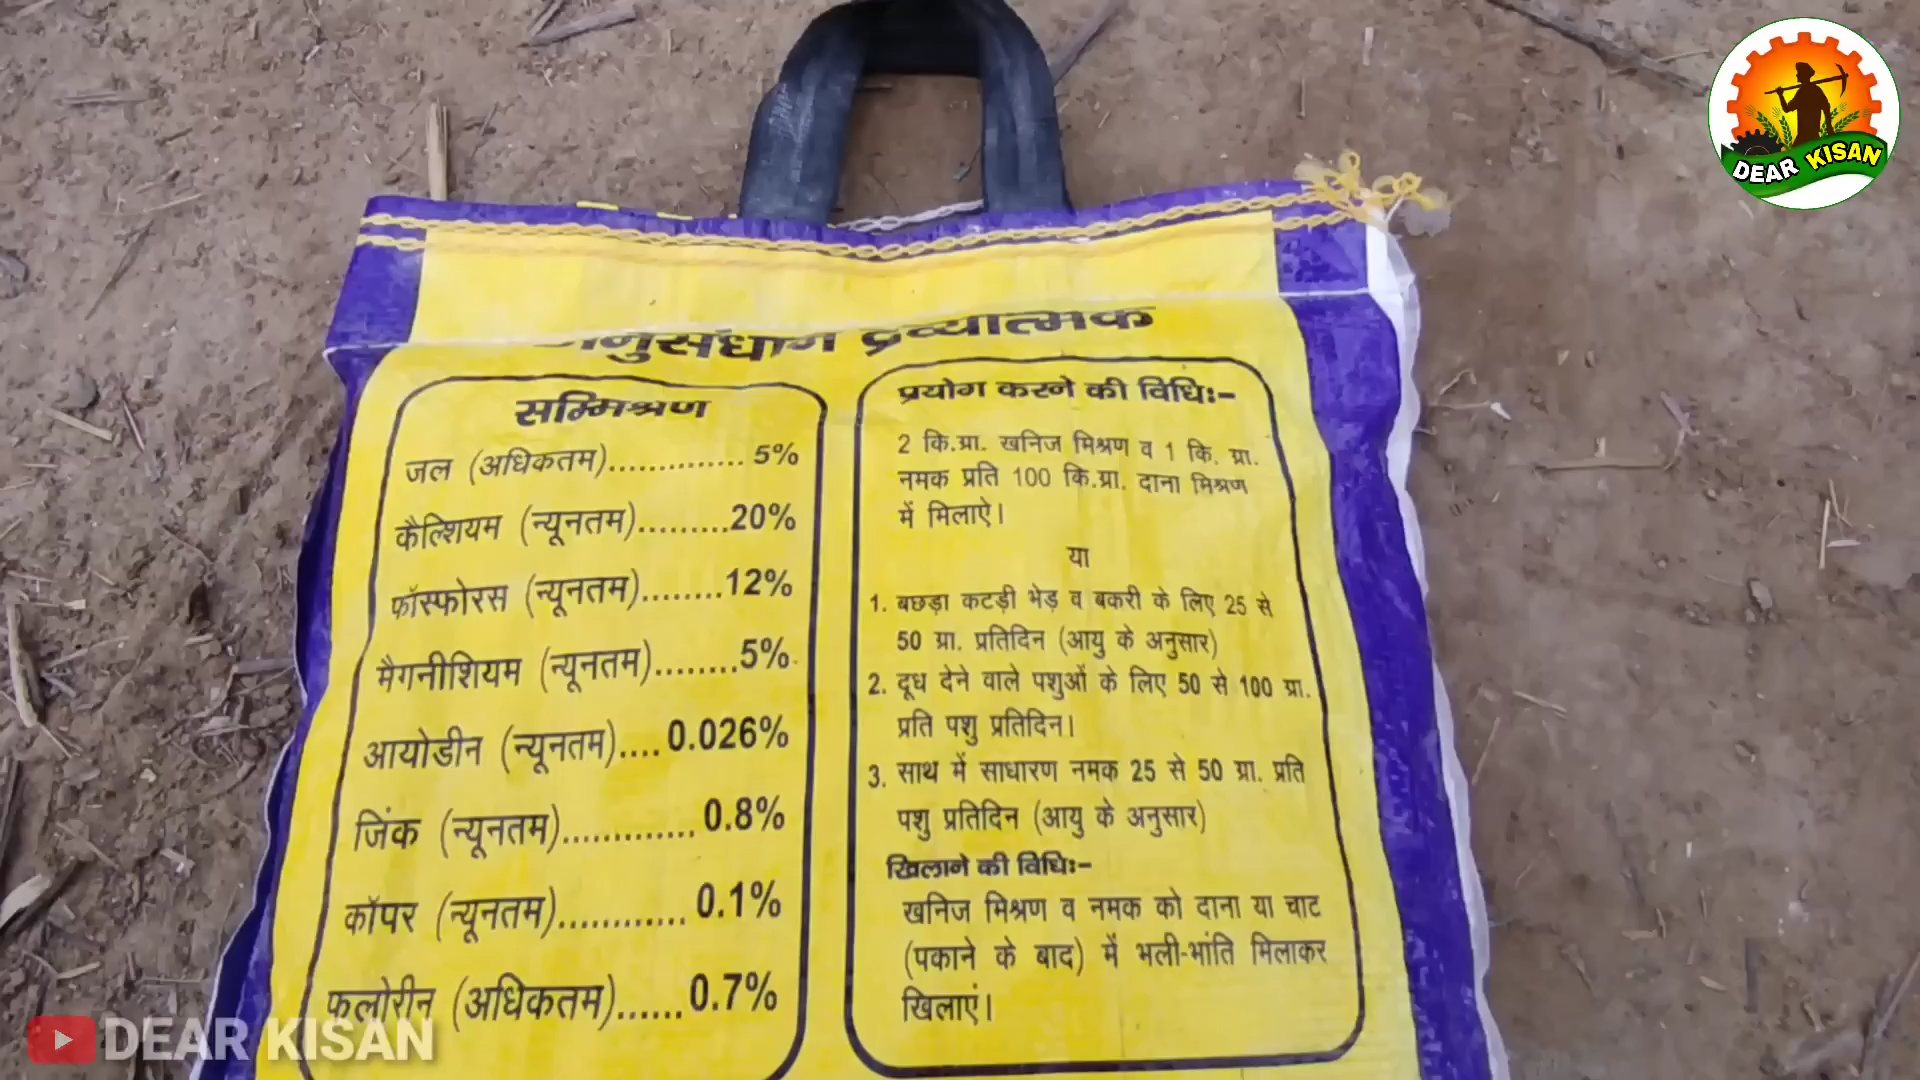 DEAR KISAN
द्रव्यात्मक
सम्मिश्रण
जल (अधिकतम).............. 5%
कैल्शियम (न्यूनतम).........20%
फॉस्फोरस (न्यूनतम)........12%
मैगनीशियम (न्यूनतम)........5%
आयोडीन (न्यूनतम).... 0.026%
जिंक (न्यूनतम)............. 0.8%
कॉपर (न्यूनतम)............ 0.1%
फलोरीन (अधिकतम)...... 0.7%
प्रयोग करने की विधिः-
2 कि.ग्रा. खनिज मिश्रण व 1 कि. ग्रा.
नमक प्रति 100 कि.ग्रा. दाना मिश्रण
में मिलाऐ।
या
1. बछड़ा कटड़ी भेड़ व बकरी के लिए 25 से
50 ग्रा. प्रतिदिन (आयु के अनुसार)
2. दूध देने वाले पशुओं के लिए 50 से 100 ग्रा.
प्रति पशु प्रतिदिन।
3. साथ में साधारण नमक 25 से 50 ग्रा. प्रति
पशु प्रतिदिन (आयु के अनुसार)
खिलाने की विधिः-
खनिज मिश्रण व नमक को दाना या चाट
(पकाने के बाद) में भली-भांति मिलाकर
खिलाएं।
DEAR KISAN